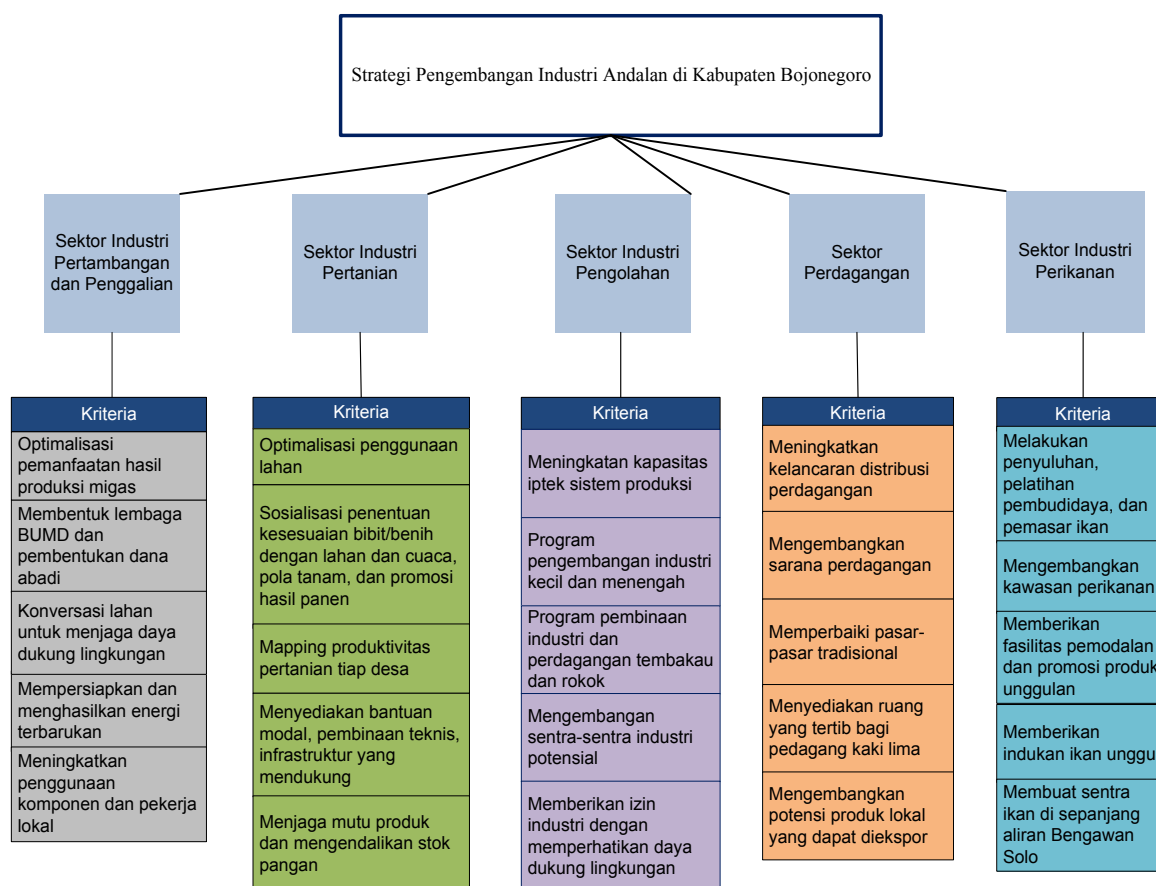 Strategi Pengembangan Industri Andalan di Kabupaten Bojonegoro
Sektor Industri
Pertambangan
dan Penggalian
Sektor Industri
Pertanian
Sektor Industri
Pengolahan
Sektor
Perdagangan
Sektor Industri
Perikanan
Kriteria
Optimalisasi
pemanfaatan hasil
produksi migas
Membentuk lembaga
BUMD dan
pembentukan dana
abadi
Konversasi lahan
untuk menjaga daya
dukung lingkungan
Mempersiapkan dan
menghasilkan energi
terbarukan
Meningkatkan
penggunaan
komponen dan pekerja
lokal
Kriteria
Optimalisasi penggunaan
lahan
Sosialisasi penentuan
kesesuaian bibit/benih
dengan lahan dan cuaca,
pola tanam, dan promosi
hasil panen
Mapping produktivitas
pertanian tiap desa
Menyediakan bantuan
modal, pembinaan teknis,
infrastruktur yang
mendukung
Menjaga mutu produk
dan mengendalikan stok
pangan
Kriteria
Meningkatan kapasitas
iptek sistem produksi
Program
pengembangan industri
kecil dan menengah
Program pembinaan
industri dan
perdagangan tembakau
dan rokok
Mengembangan
sentra-sentra industri
potensial
Memberikan izin
industri dengan
memperhatikan daya
dukung lingkungan
Kriteria
Meningkatkan
kelancaran distribusi
perdagangan
Mengembangkan
sarana perdagangan
Memperbaiki pasar-
pasar tradisional
Menyediakan ruang
yang tertib bagi
pedagang kaki lima
Mengembangkan
potensi produk lokal
yang dapat diekspor
Kriteria
Melakukan
penyuluhan,
pelatihan
pembudidaya, dan
pemasar ikan
Mengembangkan
kawasan perikanan
Memberikan
fasilitas pemodalan
dan promosi produk
unggulan
Memberikan
indukan ikan unggu
Membuat sentra
ikan di sepanjang
aliran Bengawan
Solo